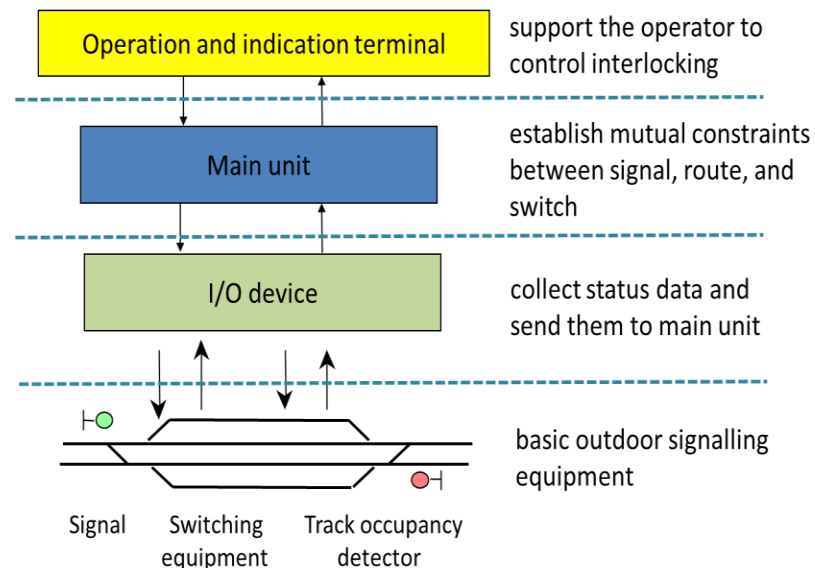 Operation and indication terminal
support the operator to
control interlocking
Main unit
establish mutual constraints
between signal, route, and
switch
I/O device
collect status data and
send them to main unit
basic outdoor signalling
equipment
Signal
Switching
equipment
Track occupancy
detector